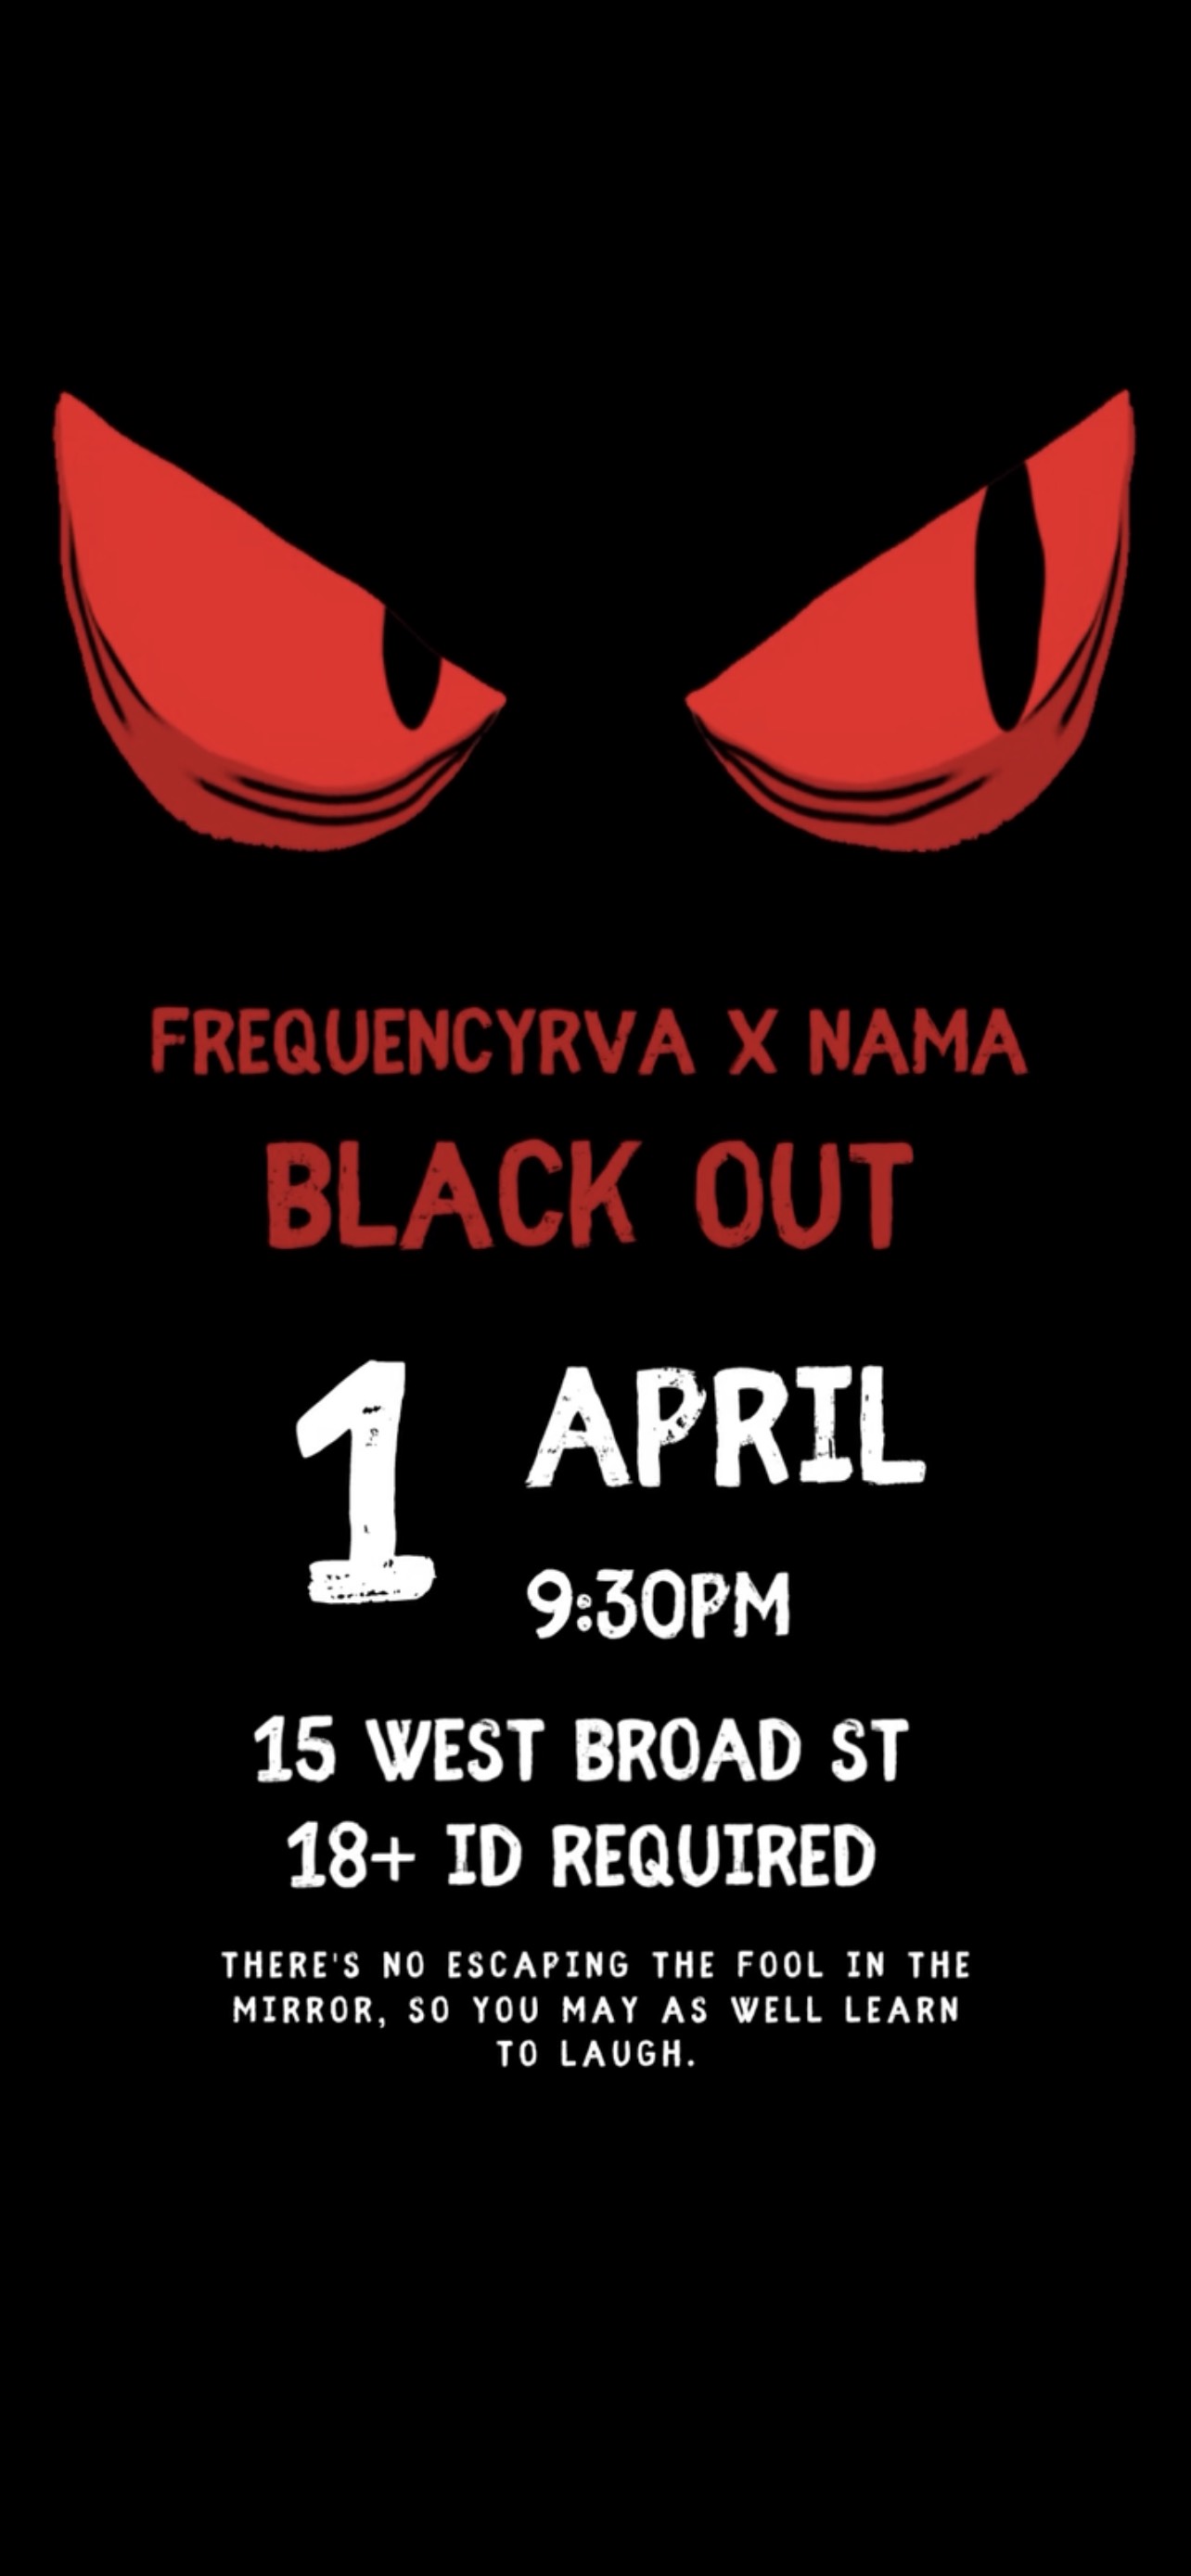 FREQUENCYRVA X NAMA
BLACK OUT
1 APRIL
9:30PM
15 WEST BROAD ST
18+ ID REQUIRED
THERE'S NO ESCAPING THE FOOL IN THE
MIRROR, SO YOU MAY AS WELL LEARN
TO LAUGH.